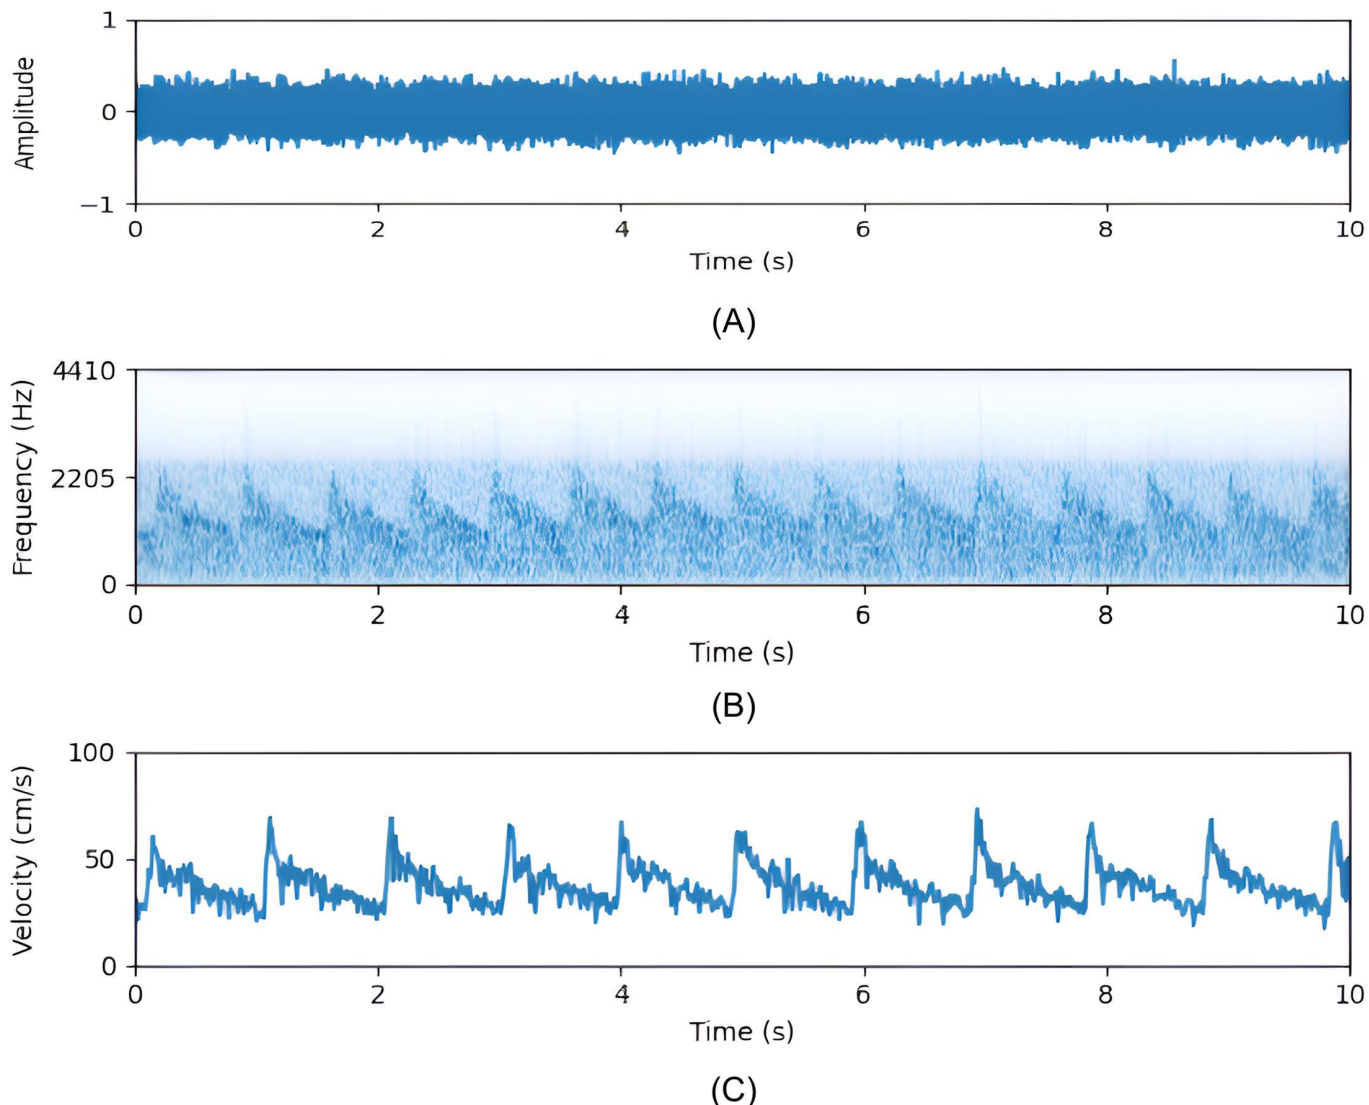 1
0
−1
Amplitude
0 2 4 6 8 10
Time (s)
(A)
4410
2205
0
Frequency (Hz)
0 2 4 6 8 10
Time (s)
(B)
100
50
0
Velocity (cm/s)
0 2 4 6 8 10
Time (s)
(C)